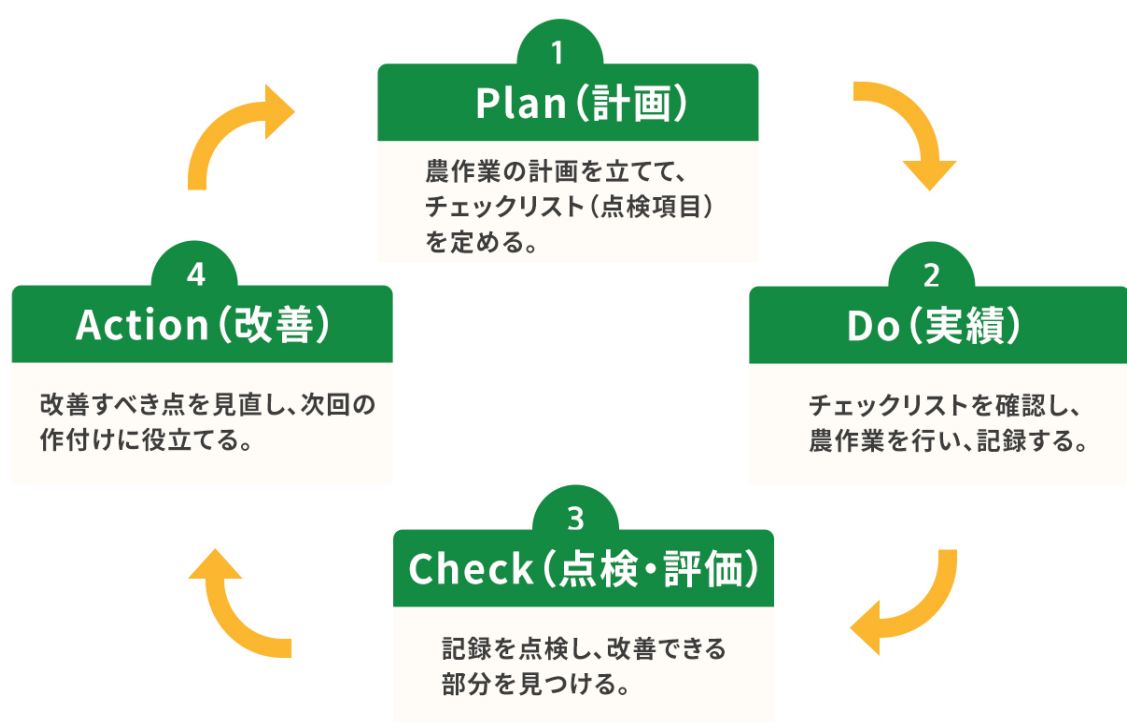 1
Plan（計画）
農作業の計画を立てて、
チェックリスト（点検項目）
を定める。
2
Do（実績）
チェックリストを確認し、
農作業を行い、記録する。
3
Check（点検・評価）
記録を点検し、改善できる
部分を見つける。
4
Action（改善）
改善すべき点を見直し、次回の
作付けに役立てる。